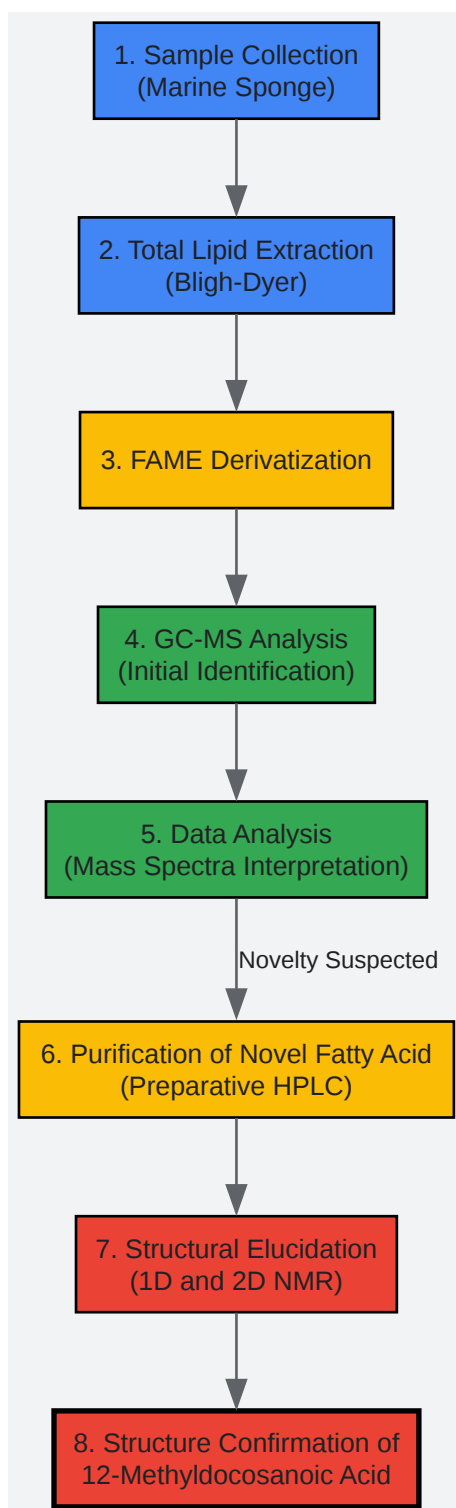 1. Sample Collection
(Marine Sponge)
2. Total Lipid Extraction
(Bligh-Dyer)
3. FAME Derivatization
4. GC-MS Analysis
(Initial Identification)
5. Data Analysis
(Mass Spectra Interpretation)
Novelty Suspected
6. Purification of Novel Fatty Acid
(Preparative HPLC)
7. Structural Elucidation
(1D and 2D NMR)
8. Structure Confirmation of
12-Methyldocosanoic Acid